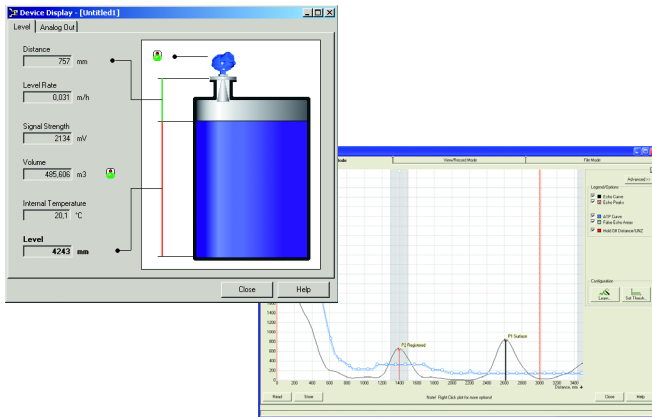 Device Display - [Untitled1]
Level Analog Out
Distance
757 mm
Level Rate
0,031 m/h
Signal Strength
2134 mV
Volume
485,606 m3
Internal Temperature
20,1 °C
Level
4243 mm
Close Help
View/Record Mode File Mode
Advanced >>
Legend/Options
Echo Curve
Echo Peaks
ATP Curve
False Echo Areas
Hold Off Distance/UNZ
Configuration
Learn... Set Thresh...
1400
1200
1000
800
600
400
200
0
P2 Registered
P1 Surface
0 200 400 600 800 1000 1200 1400 1600 1800 2000 2200 2400 2600 2800 3000 3200 3400
Distance, mm
Read Store Note! Right Click plot for more options! Close Help